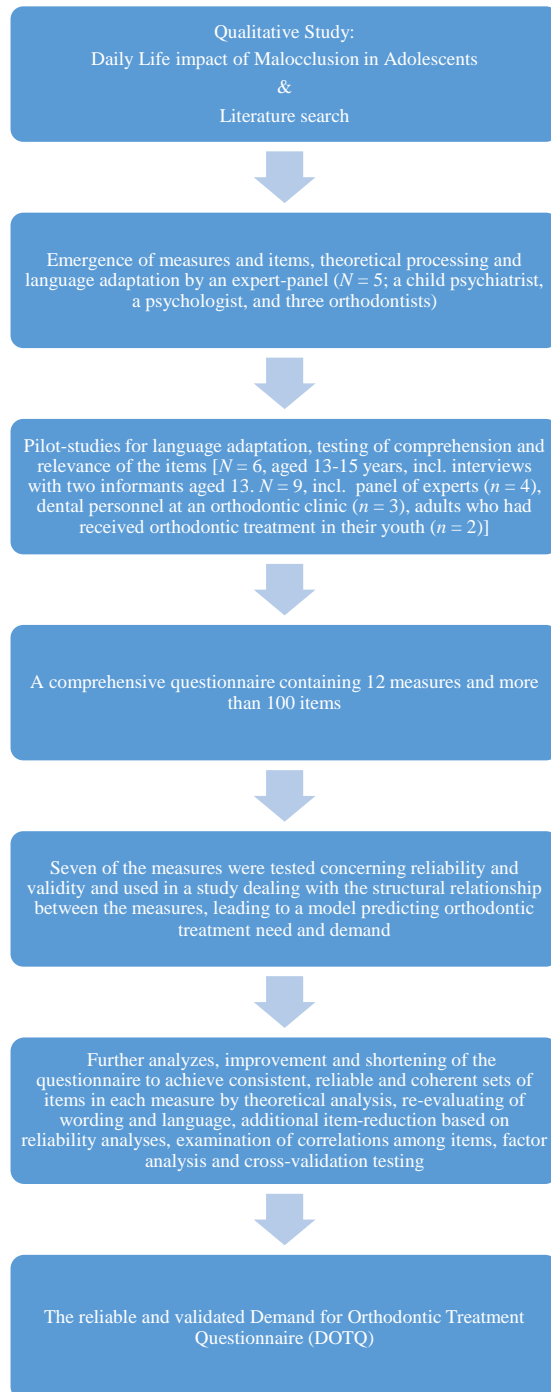 Qualitative Study:
Daily Life impact of Malocclusion in Adolescents
&
Literature search
Emergence of measures and items, theoretical processing and
language adaptation by an expert-panel (N = 5; a child psychiatrist,
a psychologist, and three orthodontists)
Pilot-studies for language adaptation, testing of comprehension and
relevance of the items [N = 6, aged 13-15 years, incl. interviews
with two informants aged 13. N = 9, incl. panel of experts (n = 4),
dental personnel at an orthodontic clinic (n = 3), adults who had
received orthodontic treatment in their youth (n = 2)]
A comprehensive questionnaire containing 12 measures and more
than 100 items
Seven of the measures were tested concerning reliability and
validity and used in a study dealing with the structural relationship
between the measures, leading to a model predicting orthodontic
treatment need and demand
Further analyzes, improvement and shortening of the
questionnaire to achieve consistent, reliable and coherent sets of
items in each measure by theoretical analysis, re-evaluating of
wording and language, additional item-reduction based on
reliability analyses, examination of correlations among items, factor
analysis and cross-validation testing
The reliable and validated Demand for Orthodontic Treatment
Questionnaire (DOTQ)